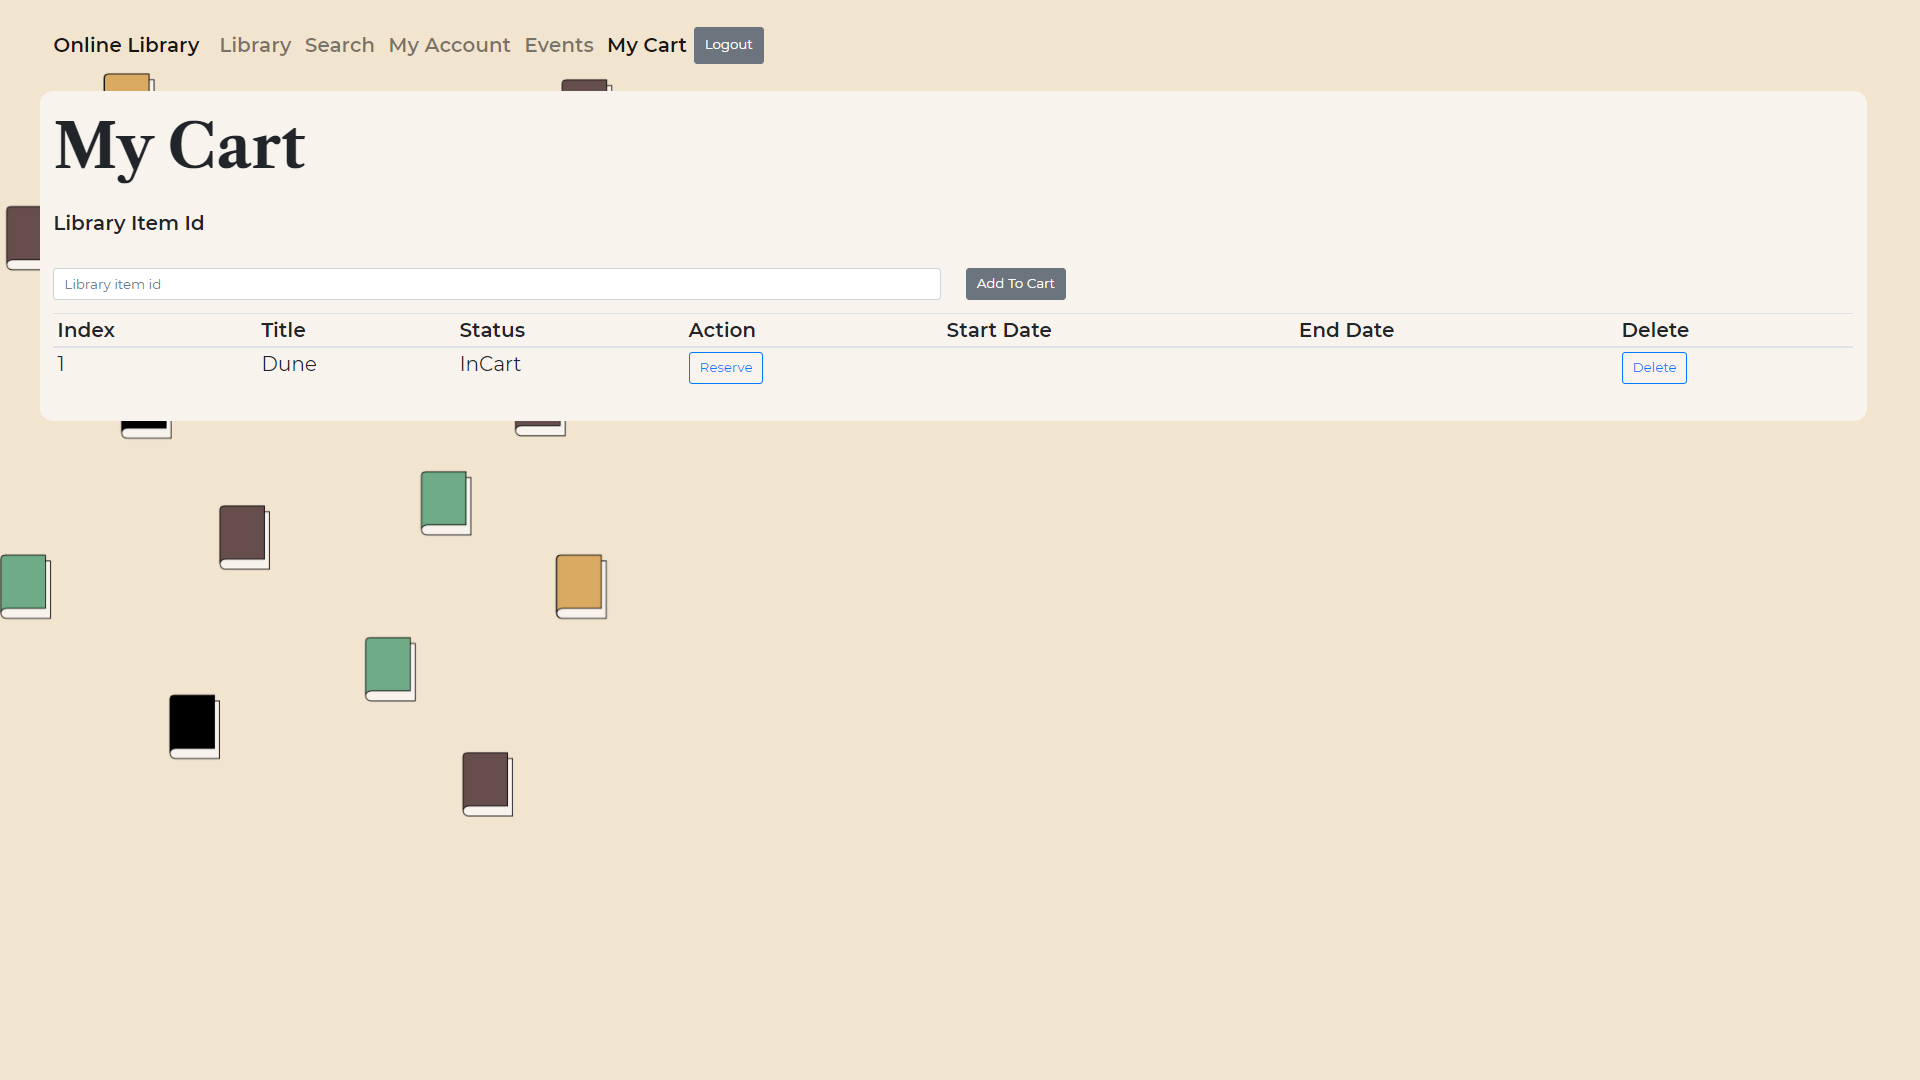 Online Library Library Search My Account Events My Cart Logout
My Cart
Library Item Id
Library item id Add To Cart
Index Title Status Action Start Date End Date Delete
1 Dune InCart Reserve Delete